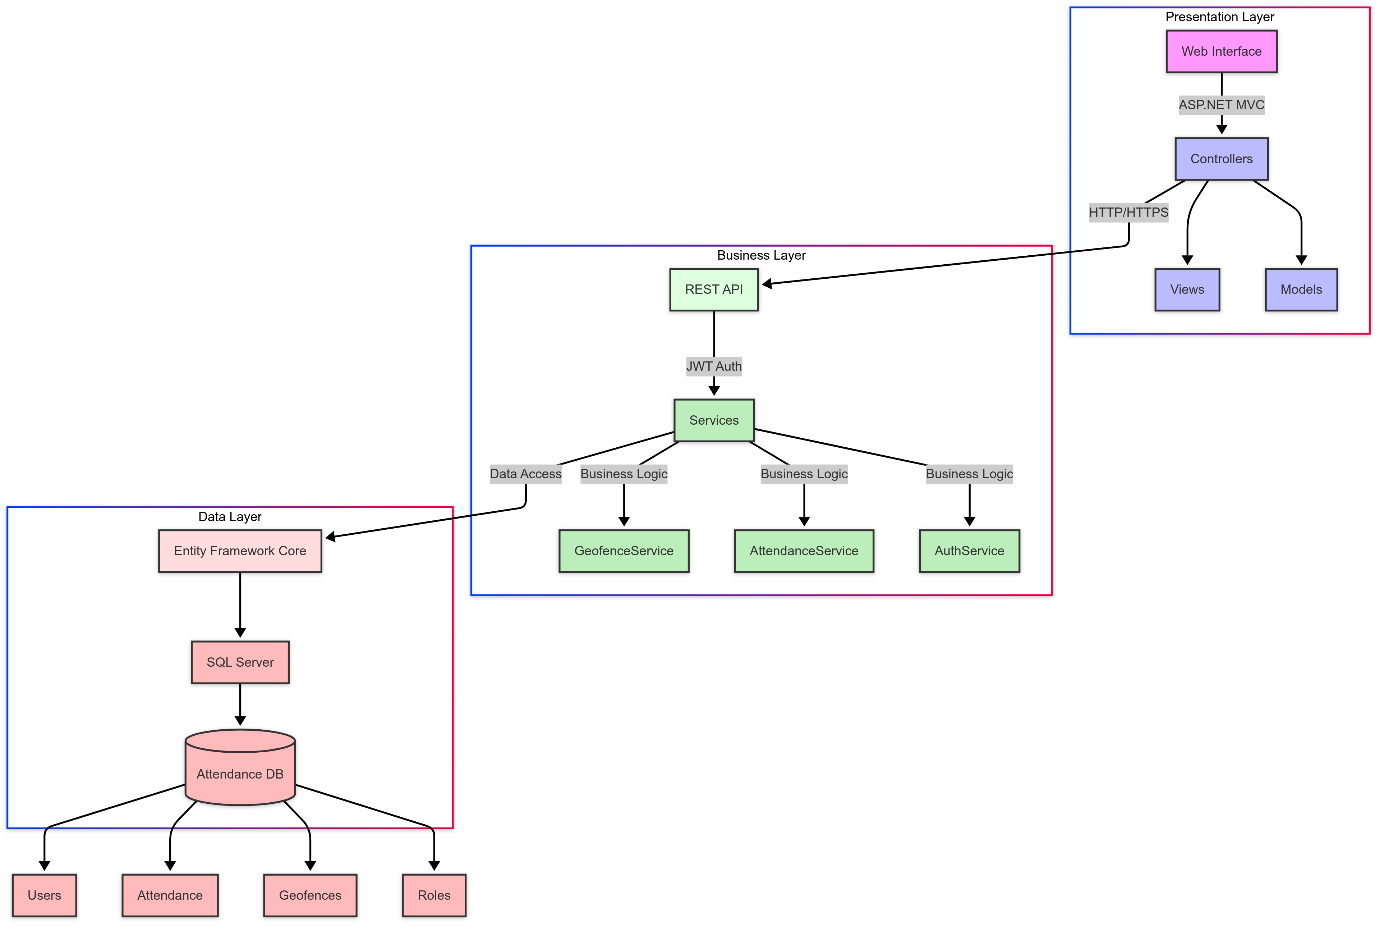 Presentation Layer
Web Interface
ASP.NET MVC
Controllers
HTTP/HTTPS
Views
Models
Business Layer
REST API
JWT Auth
Services
Data Access
Business Logic
Business Logic
Business Logic
GeofenceService
AttendanceService
AuthService
Data Layer
Entity Framework Core
SQL Server
Attendance DB
Users
Attendance
Geofences
Roles